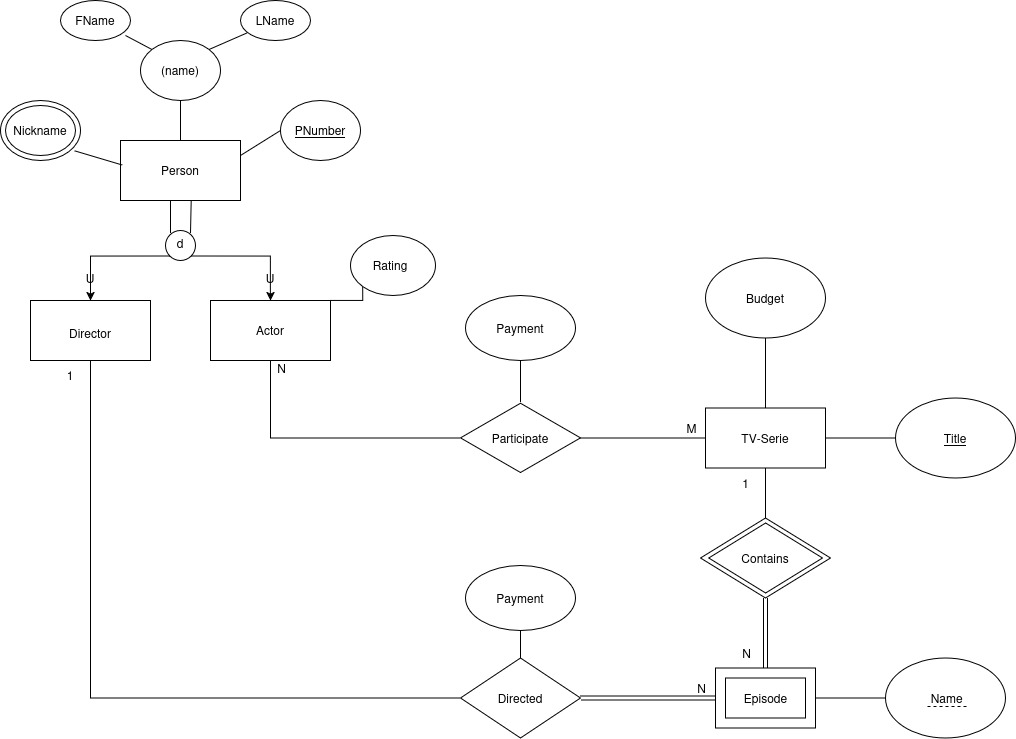 FName
LName
(name)
Nickname
PNumber
Person
d
U
U
Rating
Director
Actor
1
N
Payment
Budget
Participate
M
TV-Serie
Title
1
Contains
Payment
N
Directed
N
Episode
Name